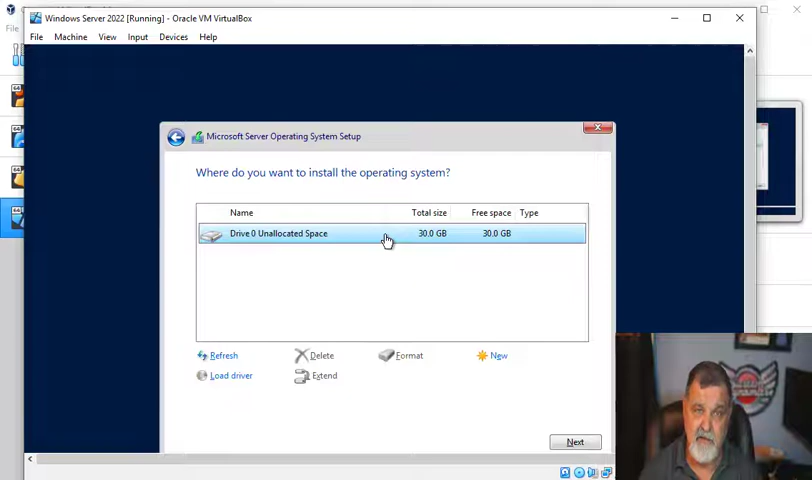 Windows Server 2022 [Running] - Oracle VM VirtualBox
File
File Machine View Input Devices Help
Microsoft Server Operating System Setup
Where do you want to install the operating system?
Name Total size Free space Type
Drive 0 Unallocated Space 30.0 GB 30.0 GB
Refresh Delete Format New
Load driver Extend
Next